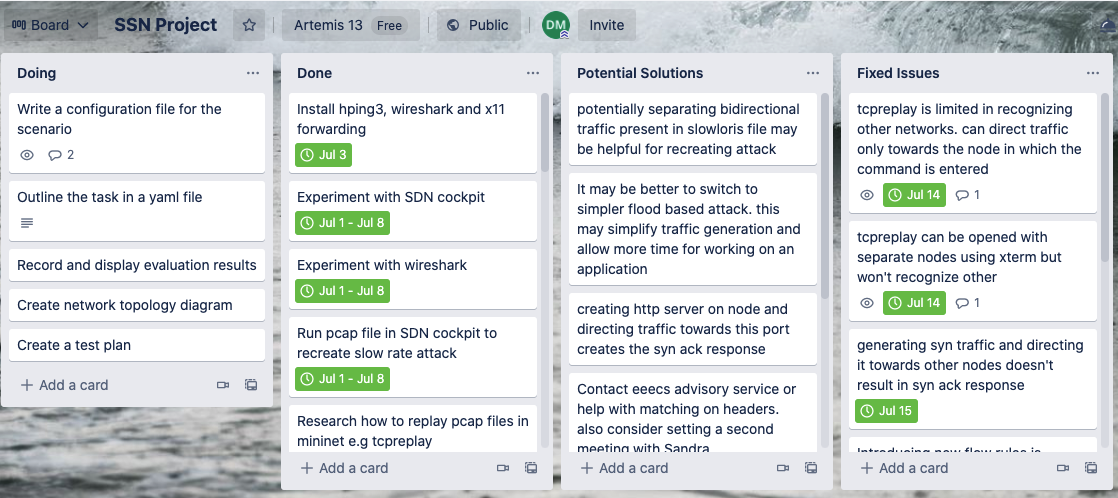 Board
SSN Project
Artemis 13 Free
Public
DM
Invite
Doing
Write a configuration file for the
scenario
2
Outline the task in a yaml file
Record and display evaluation results
Create network topology diagram
Create a test plan
+ Add a card
Done
Install hping3, wireshark and x11
forwarding
Jul 3
Experiment with SDN cockpit
Jul 1 - Jul 8
Experiment with wireshark
Jul 1 - Jul 8
Run pcap file in SDN cockpit to
recreate slow rate attack
Jul 1 - Jul 8
Research how to replay pcap files in
mininet e.g tcpreplay
+ Add a card
Potential Solutions
potentially separating bidirectional
traffic present in slowloris file may
be helpful for recreating attack
It may be better to switch to
simpler flood based attack. this
may simplify traffic generation and
allow more time for working on an
application
creating http server on node and
directing traffic towards this port
creates the syn ack response
Contact eeecs advisory service or
help with matching on headers.
also consider setting a second
meeting with Sandra
+ Add a card
Fixed Issues
tcpreplay is limited in recognizing
other networks. can direct traffic
only towards the node in which the
command is entered
Jul 14 1
tcpreplay can be opened with
separate nodes using xterm but
won't recognize other
Jul 14 1
generating syn traffic and directing
it towards other nodes doesn't
result in syn ack response
Jul 15
Introducing new flow rules is
+ Add a card